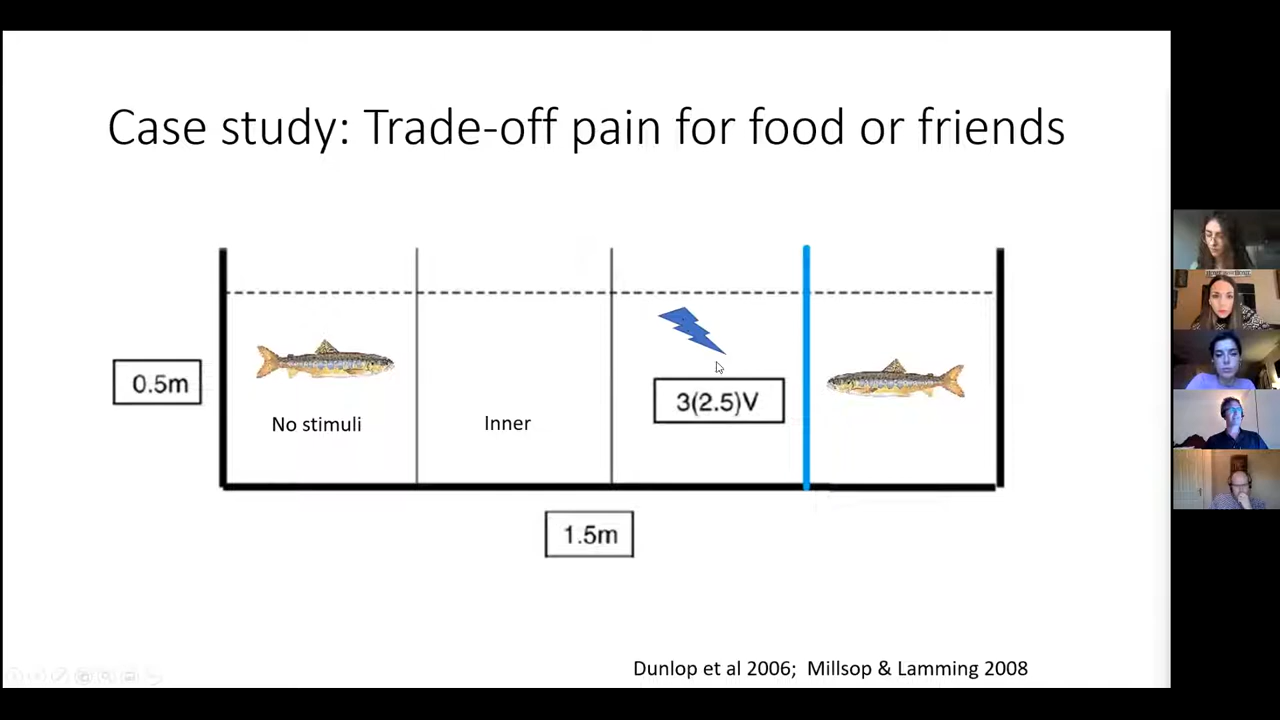 Case study: Trade-off pain for food or friends
0.5m
No stimuli
Inner
3(2.5)V
1.5m
Dunlop et al 2006; Millsop & Lamming 2008